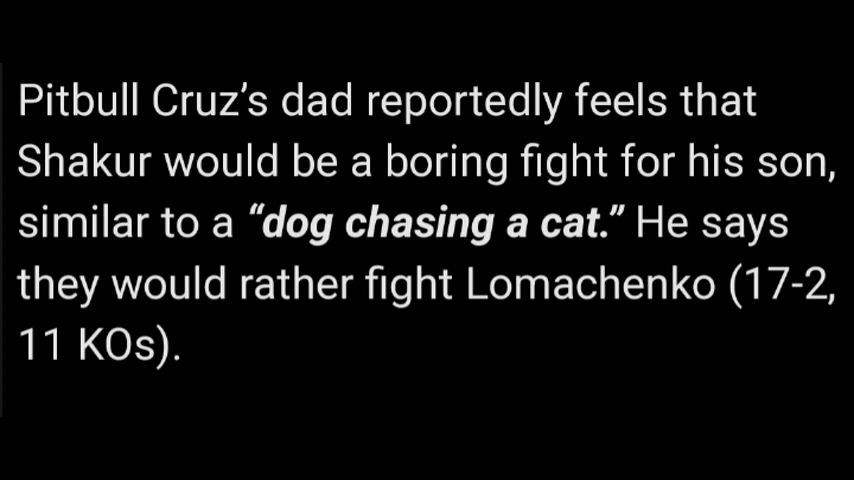 Pitbull Cruz’s dad reportedly feels that
Shakur would be a boring fight for his son,
similar to a “dog chasing a cat.” He says
they would rather fight Lomachenko (17-2,
11 KOs).